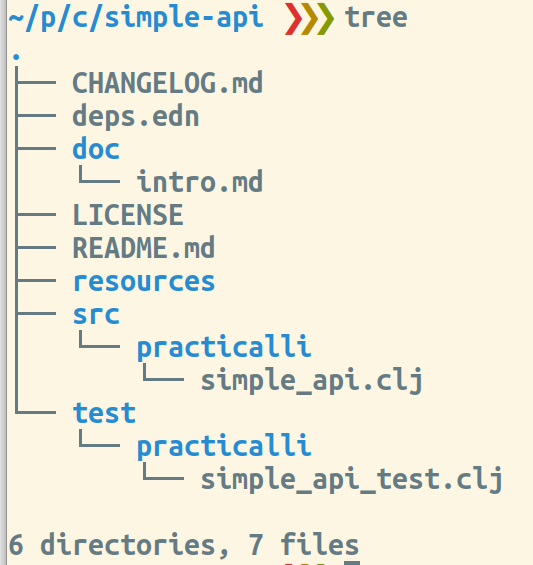 ~/p/c/simple-api ❯❯❯ tree
.
├── CHANGELOG.md
├── deps.edn
├── doc
│   └── intro.md
├── LICENSE
├── README.md
├── resources
├── src
│   └── practicalli
│       └── simple_api.clj
└── test
    └── practicalli
        └── simple_api_test.clj
6 directories, 7 files